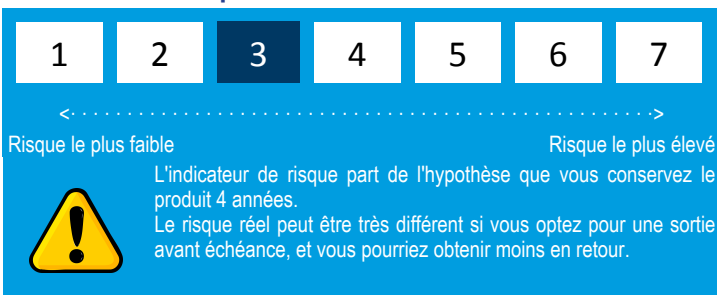 1 2 3 4 5 6 7
<· · · · · · · · · · · · · · · · · · · · · · · · · · · · · · · · · · · · · · · · · · · · · · · · · · · ·>
Risque le plus faible Risque le plus élevé
L'indicateur de risque part de l'hypothèse que vous conservez le
produit 4 années.
Le risque réel peut être très différent si vous optez pour une sortie
avant échéance, et vous pourriez obtenir moins en retour.